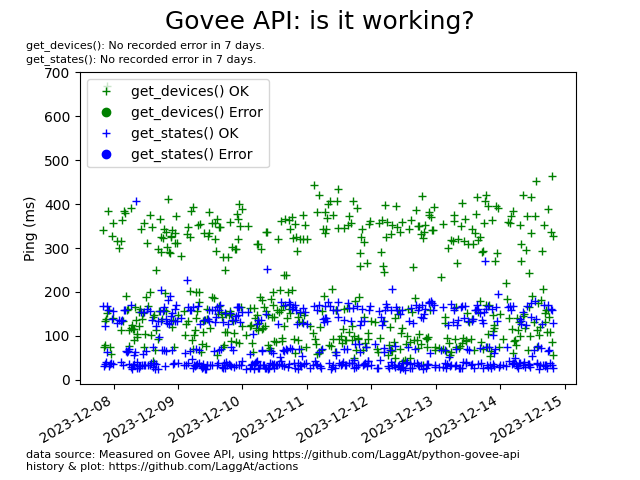 Govee API: is it working?
get_devices(): No recorded error in 7 days.
get_states(): No recorded error in 7 days.
700
600
500
400
300
200
100
0
Ping (ms)
get_devices() OK
get_devices() Error
get_states() OK
get_states() Error
2023-12-08
2023-12-09
2023-12-10
2023-12-11
2023-12-12
2023-12-13
2023-12-14
2023-12-15
data source: Measured on Govee API, using https://github.com/LaggAt/python-govee-api
history & plot: https://github.com/LaggAt/actions